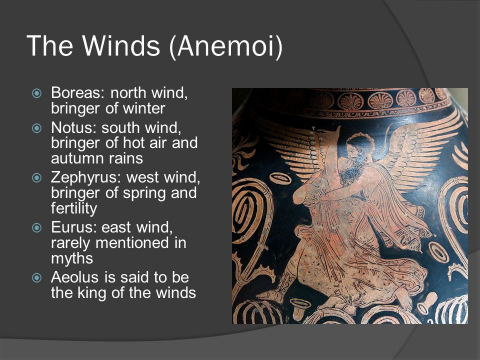 The Winds (Anemoi)
Boreas: north wind,
bringer of winter
Notus: south wind,
bringer of hot air and
autumn rains
Zephyrus: west wind,
bringer of spring and
fertility
Eurus: east wind,
rarely mentioned in
myths
Aeolus is said to be
the king of the winds